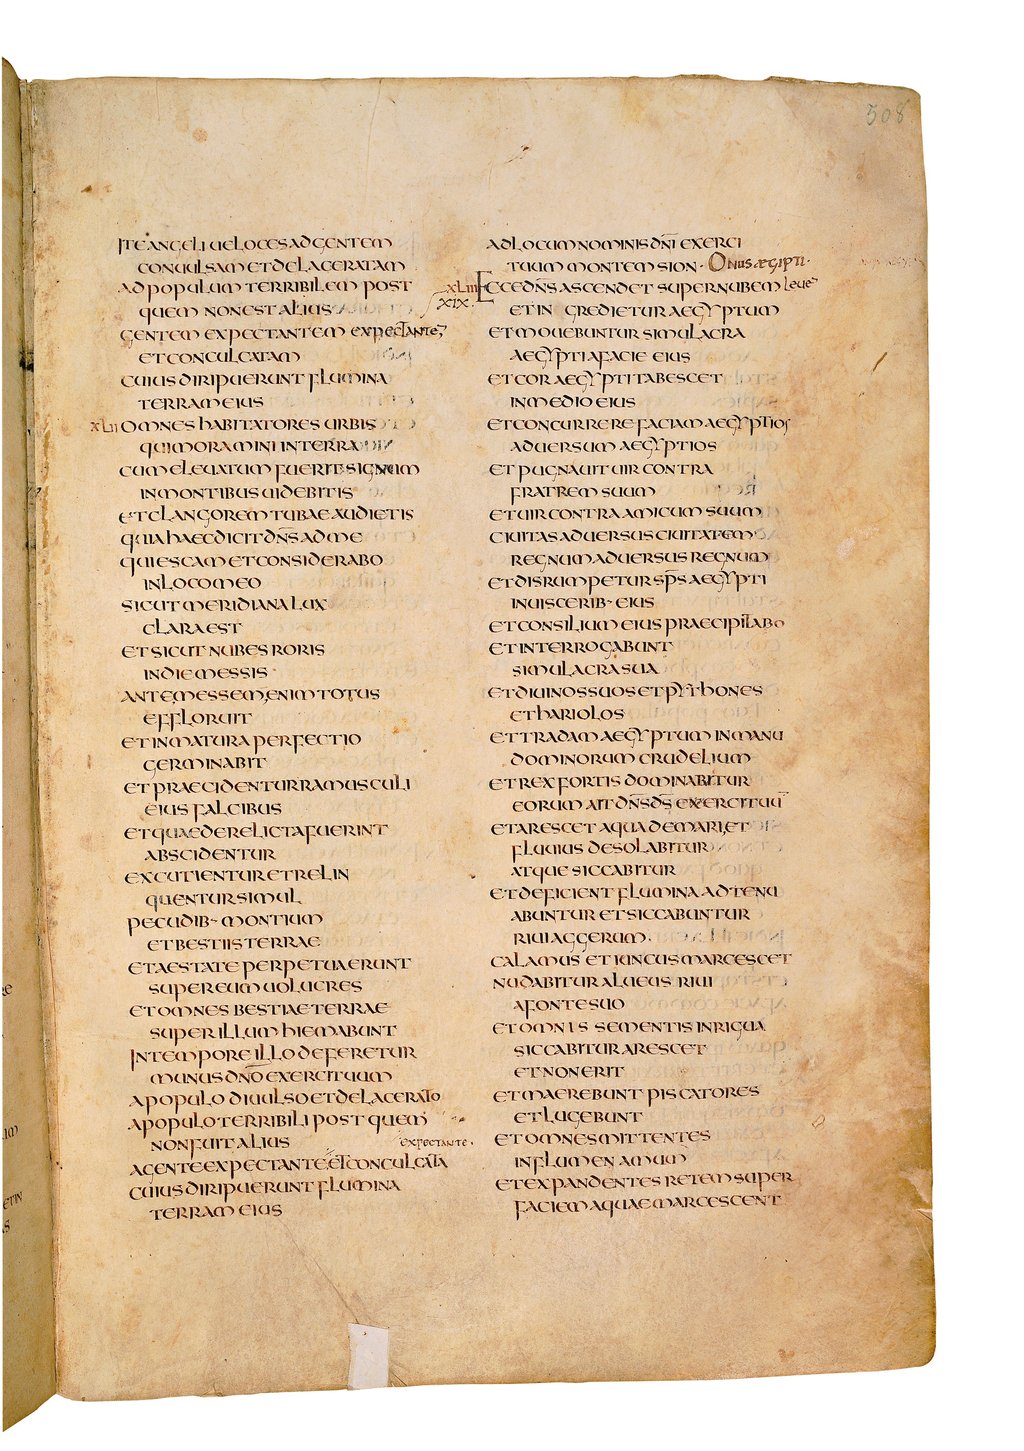 508
ITE ANGELI UELOCES AD GENTEM
CONUULSAM ET DELACERATAM
AD POPULUM TERRIBILEM POST
QUEM NON EST ALIUS
GENTEM EXPECTANTEM EXPECTANTE
ET CONCULCATAM
CUIUS DIRIPUERUNT FLUMINA
TERRAM EIUS
XLII OMNES HABITATORES URBIS
QUI MORAMINI IN TERRA
CUM ELEUATUM FUERIT SIGNUM
IN MONTIBUS UIDEBITIS
ET CLANGOREM TUBAE AUDIETIS
QUIA HAEC DICIT DN̅S AD ME
QUIESCAM ET CONSIDERABO
IN LOCO MEO
SICUT MERIDIANA LUX
CLARA EST
ET SICUT NUBES RORIS
IN DIE MESSIS
ANTE MESSEM ENIM TOTUS
EFFLORUIT
ET INMATURA PERFECTIO
GERMINABIT
ET PRAECIDENTUR RAMUSCULI
EIUS FALCIBUS
ET QUAE DERELICTA FUERINT
ABSCIDENTUR
EXCUTIENTUR ET RELIN
QUENTUR SIMUL
PECUDIB· MONTIUM
ET BESTIIS TERRAE
ET AESTATE PERPETUA ERUNT
SUPER EUM UOLUCRES
ET OMNES BESTIAE TERRAE
SUPER ILLUM HIEMABUNT
IN TEMPORE ILLO DEFERETUR
MUNUS DN̅O EXERCITUUM
A POPULO DIUULSO ET DELACERATO
A POPULO TERRIBILI POST QUEM
NON FUIT ALIUS
EXPECTANTE·
A GENTE EXPECTANTE ET CONCULCATA
CUIUS DIRIPUERUNT FLUMINA
TERRAM EIUS
AD LOCUM NOMINIS DN̅I EXERCI
TUUM MONTEM SION· ONUS ÆGIPTI·
XLIII ECCE DN̅S ASCENDET SUPER NUBEM LEUE
XIX· ET INGREDIETUR AEGYPTUM
ET MOUEBUNTUR SIMULACRA
AEGYPTI A FACIE EIUS
ET COR AEGYPTI TABESCET
IN MEDIO EIUS
ET CONCURRERE FACIAM AEGYPTIOS
ADUERSUM AEGYPTIOS
ET PUGNAUIT UIR CONTRA
FRATREM SUUM
ET UIR CONTRA AMICUM SUUM
CIUITAS ADUERSUS CIUITATEM
REGNUM ADUERSUS REGNUM
ET DISRUMPETUR SP̅S AEGYPTI
IN UISCERIB· EIUS
ET CONSILIUM EIUS PRAECIPITABO
ET INTERROGABUNT
SIMULACRA SUA
ET DIUINOS SUOS ET PYTHONES
ET HARIOLOS
ET TRADAM AEGYPTUM IN MANU
DOMINORUM CRUDELIUM
ET REX FORTIS DOMINABITUR
EORUM AIT DN̅S D̅S EXERCITUU̅
ET ARESCET AQUA DE MARI ET
FLUUIUS DESOLABITUR
ATQUE SICCABITUR
ET DEFICIENT FLUMINA ADTENU
ABUNTUR ET SICCABUNTUR
RIUI AGGERUM·
CALAMUS ET IUNCUS MARCESCET
NUDABITUR ALUEUS RIUI
A FONTE SUO
ET OMNIS SEMENTIS INRIGUA
SICCABITUR ARESCET
ET NON ERIT
ET MAEREBUNT PISCATORES
ET LUGEBUNT
ET OMNES MITTENTES
IN FLUMEN AMUM
ET EXPANDENTES RETEM SUPER
FACIEM AQUAE MARCESCENT